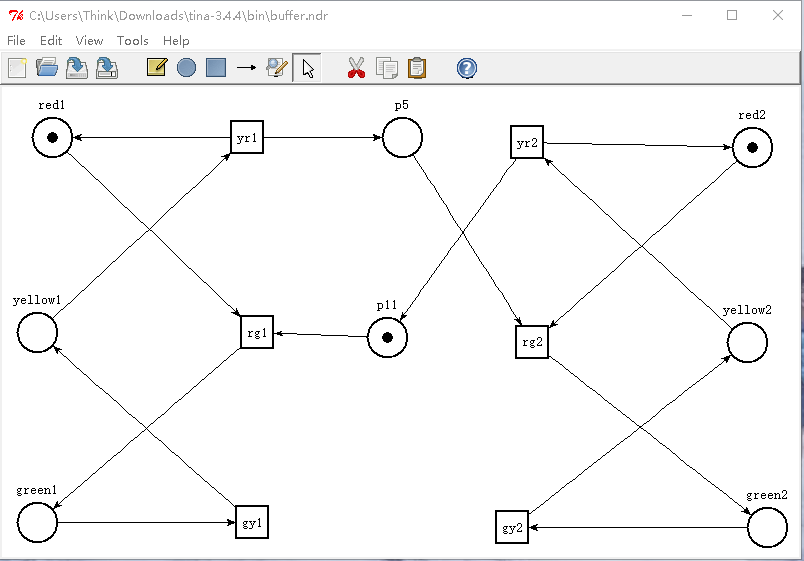 C:\Users\Think\Downloads\tina-3.4.4\bin\buffer.ndr
File Edit View Tools Help
red1
yr1
p5
yr2
red2
yellow1
rg1
p11
rg2
yellow2
green1
gy1
gy2
green2